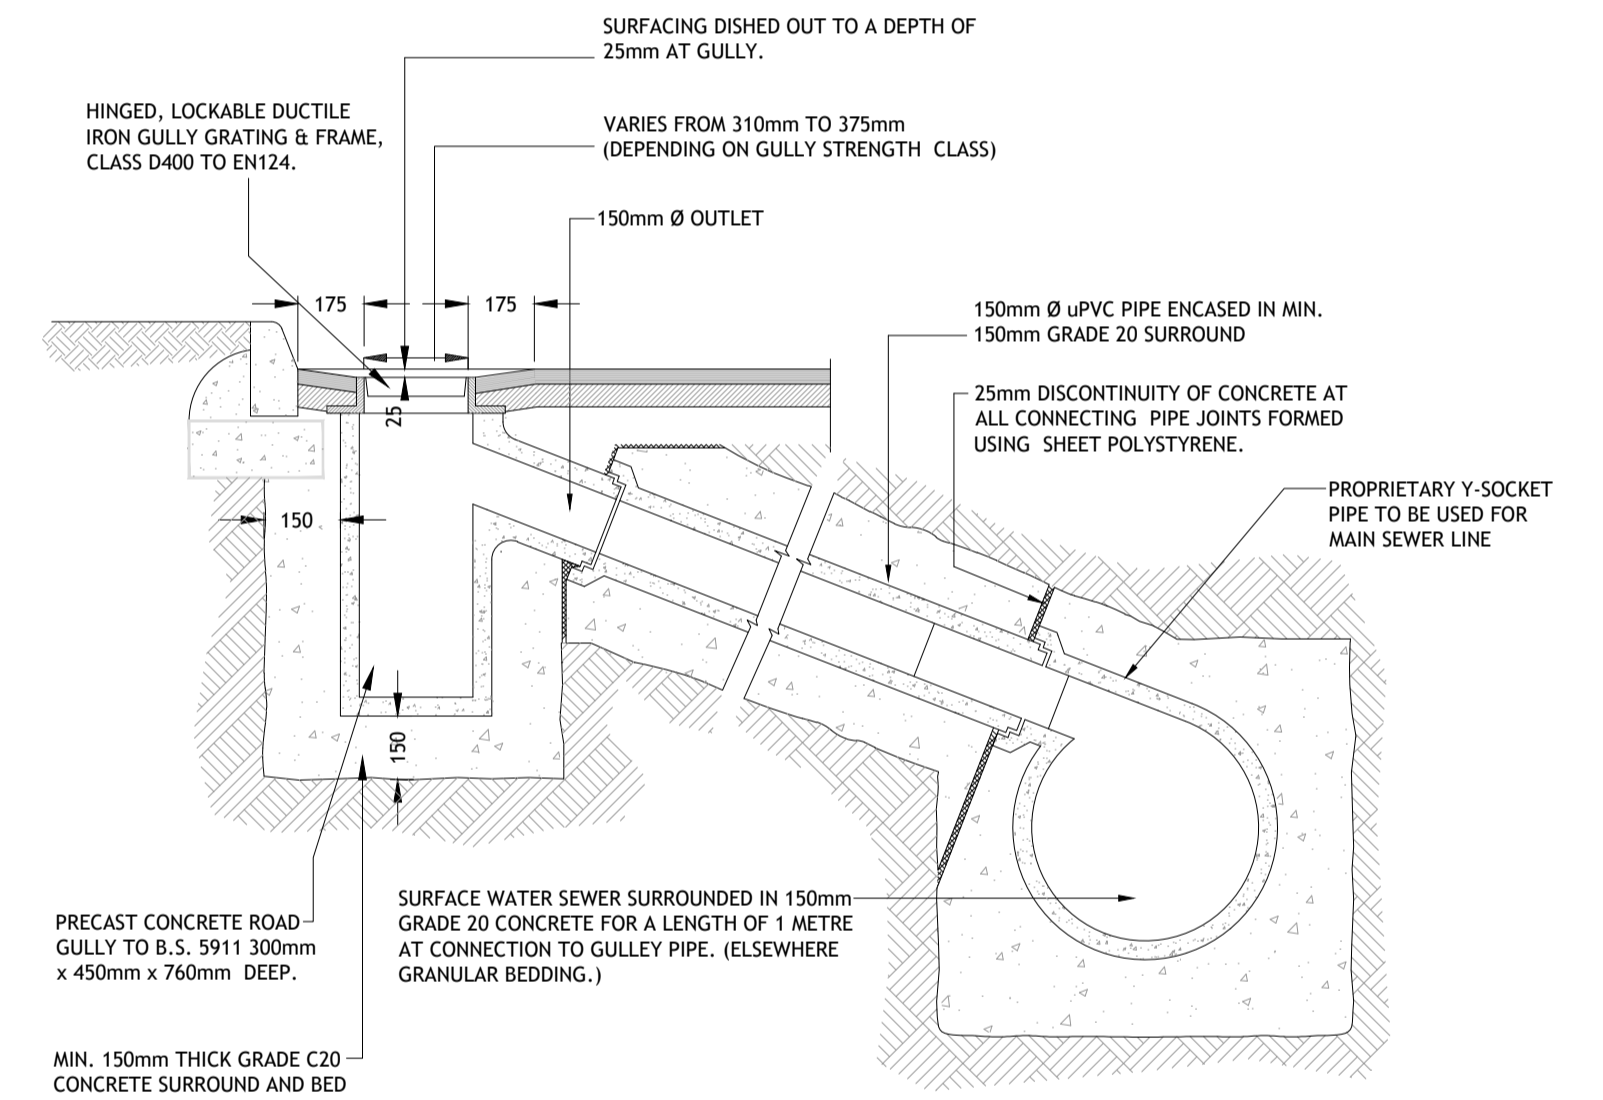 SURFACING DISHED OUT TO A DEPTH OF
25mm AT GULLY.
HINGED, LOCKABLE DUCTILE
IRON GULLY GRATING & FRAME,
CLASS D400 TO EN124.
VARIES FROM 310mm TO 375mm
(DEPENDING ON GULLY STRENGTH CLASS)
150mm Ø OUTLET
175
175
25
150mm Ø uPVC PIPE ENCASED IN MIN.
150mm GRADE 20 SURROUND
25mm DISCONTINUITY OF CONCRETE AT
ALL CONNECTING PIPE JOINTS FORMED
USING SHEET POLYSTYRENE.
PROPRIETARY Y-SOCKET
PIPE TO BE USED FOR
MAIN SEWER LINE
150
150
SURFACE WATER SEWER SURROUNDED IN 150mm
GRADE 20 CONCRETE FOR A LENGTH OF 1 METRE
AT CONNECTION TO GULLEY PIPE. (ELSEWHERE
GRANULAR BEDDING.)
PRECAST CONCRETE ROAD
GULLY TO B.S. 5911 300mm
x 450mm x 760mm DEEP.
MIN. 150mm THICK GRADE C20
CONCRETE SURROUND AND BED